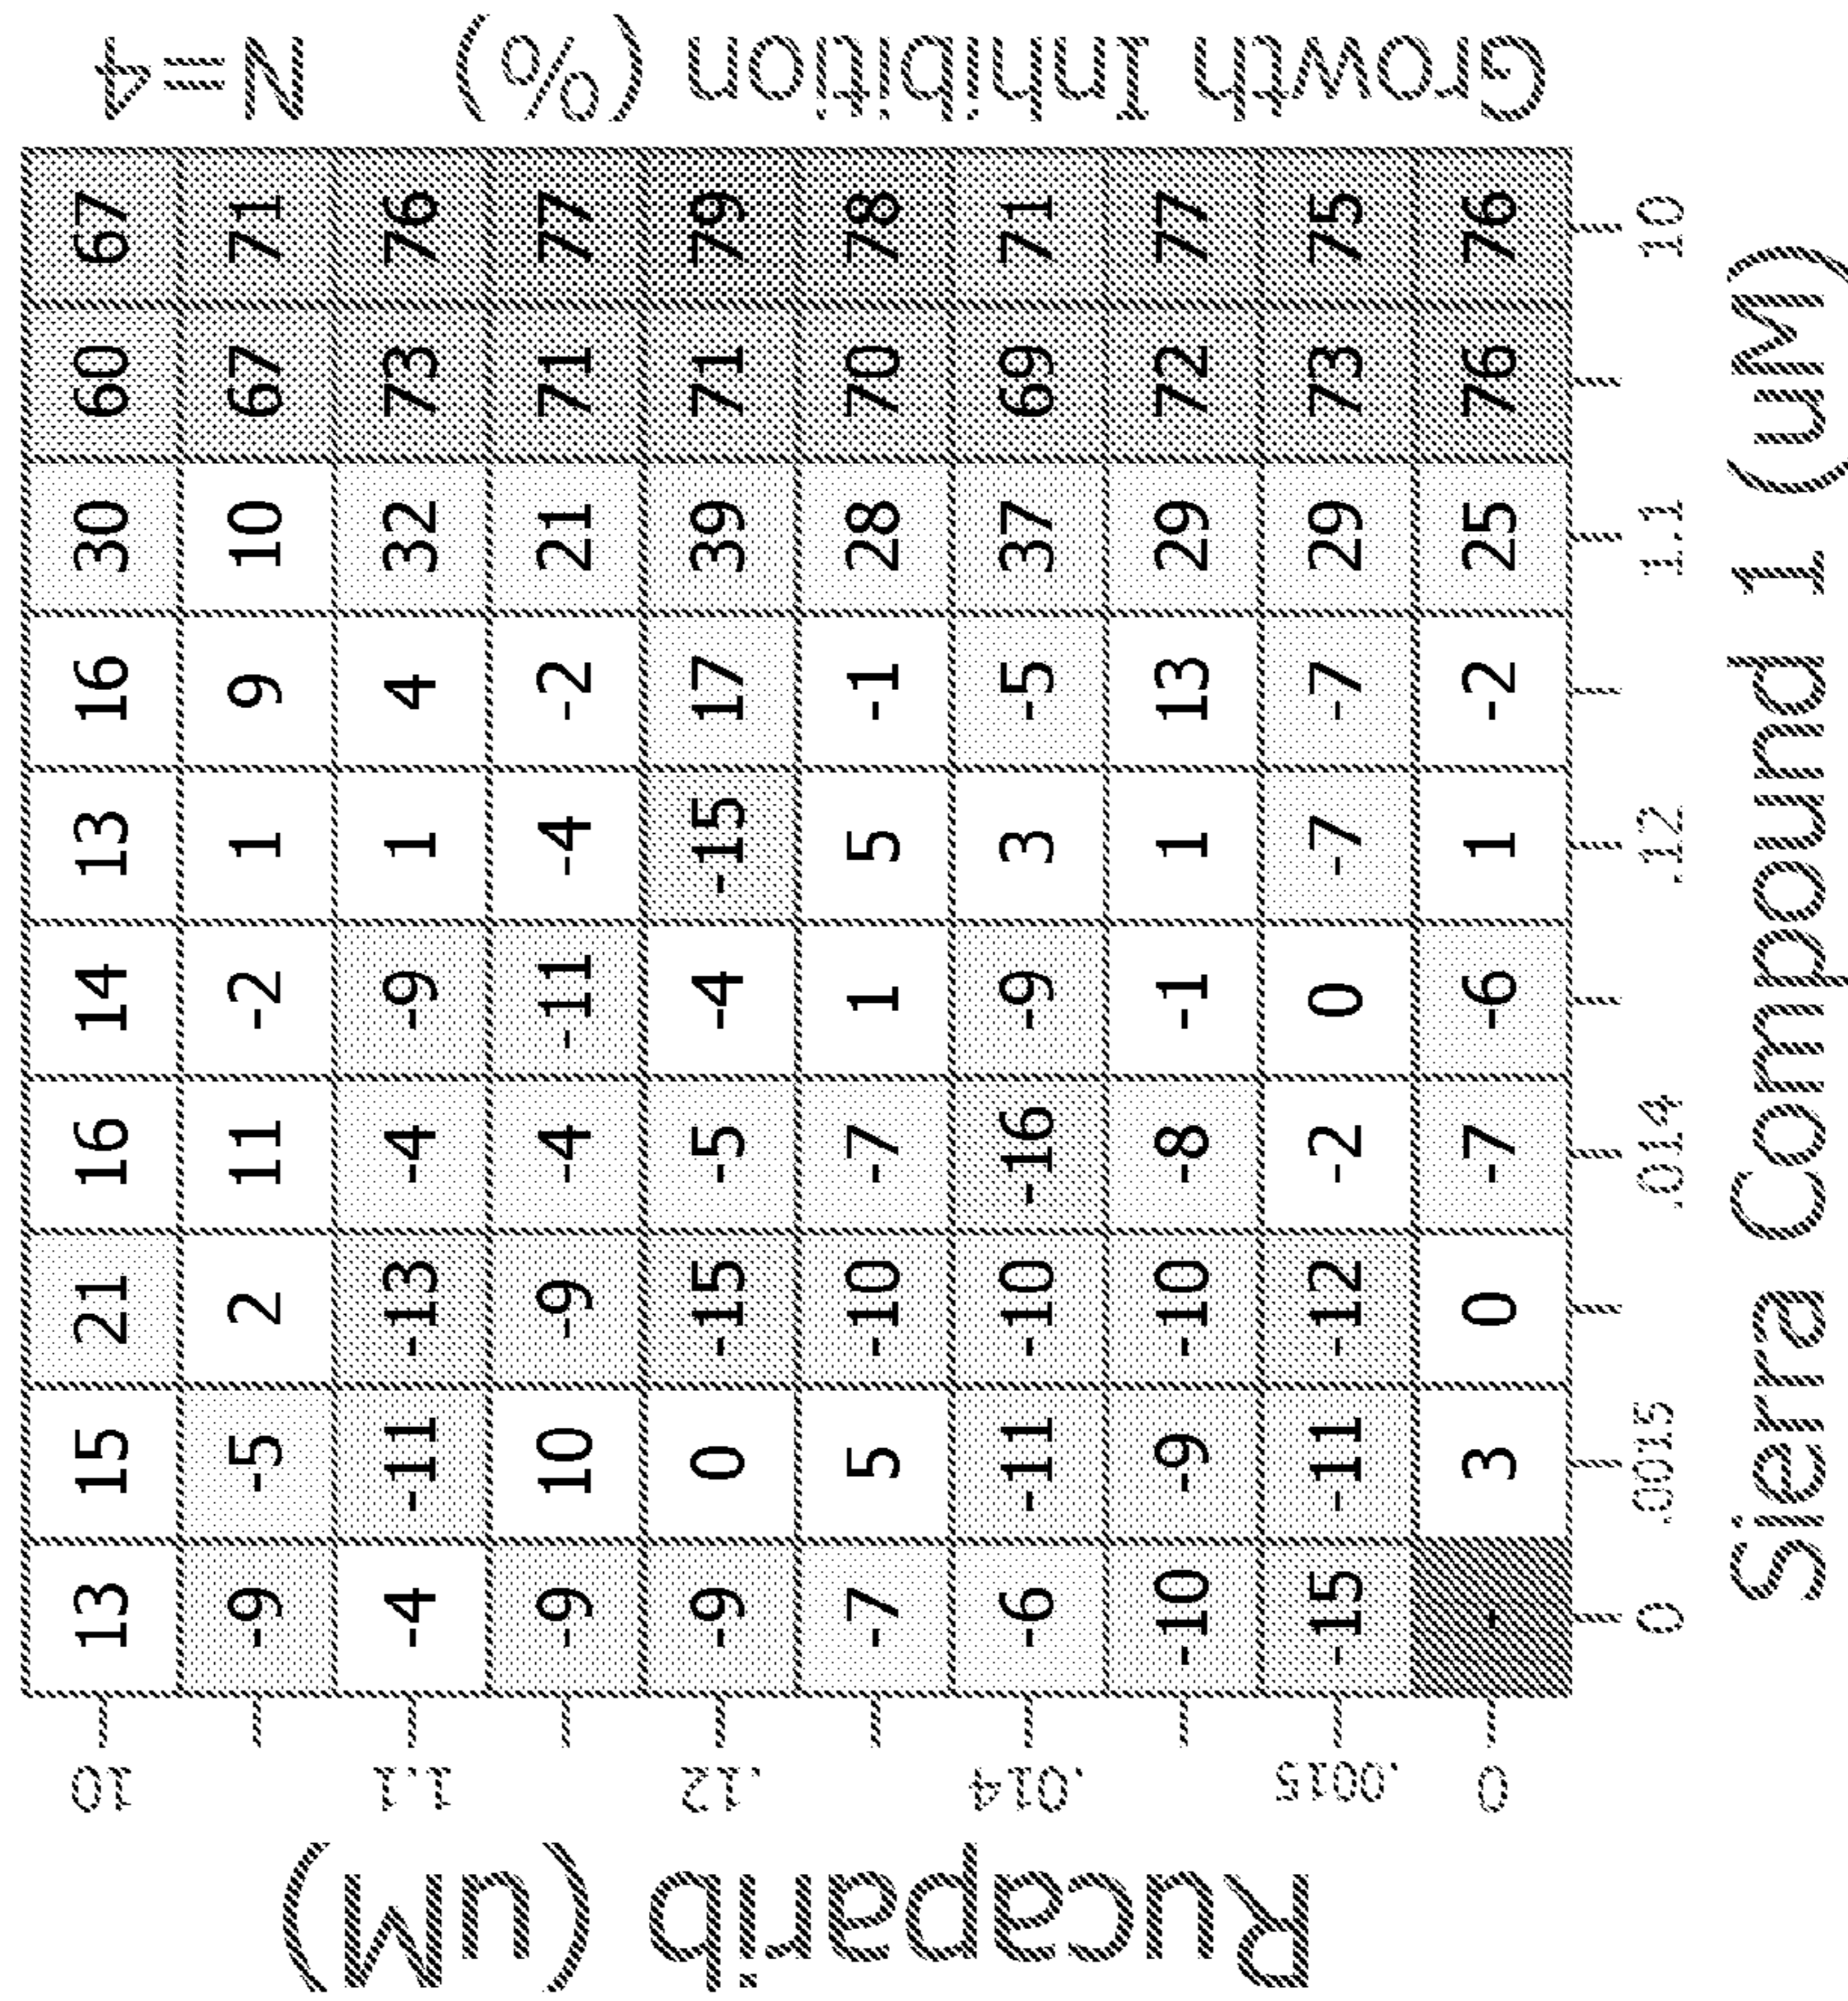 10 13 15 21 16 14 13 16 30 60 67
-9 -5 2 11 -2 1 9 10 67 71
1.1 -4 -11 -13 -4 -9 1 4 32 73 76
-9 10 -9 -4 -11 -4 -2 21 71 77
.12 -9 0 -15 -5 -4 -15 17 39 71 79
-7 5 -10 -7 1 5 -1 28 70 78
.014 -6 -11 -10 -16 -9 3 -5 37 69 71
-10 -9 -10 -8 -1 1 13 29 72 77
.0015 -15 -11 -12 -2 0 -7 -7 29 73 75
0 - 3 0 -7 -6 1 -2 25 76 76
0 .0015 .014 .12 1.1 10
Sierra Compound 1 (uM)
Rucaparib (uM)
Growth Inhibition (%) N=4